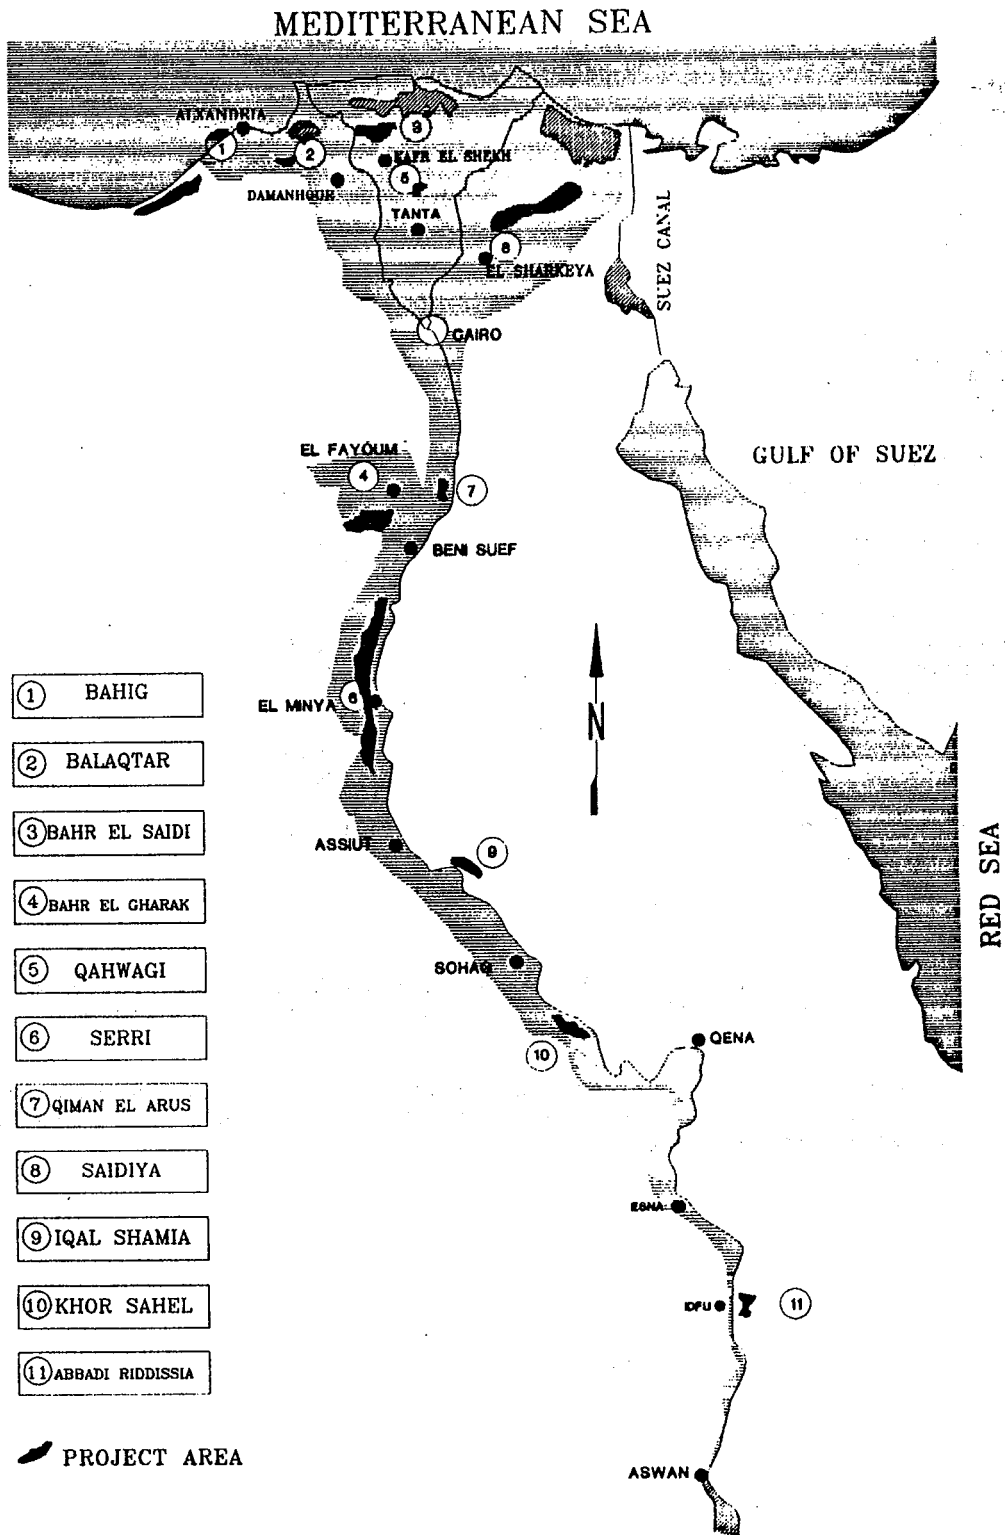 MEDITERRANEAN SEA
ALXANDRIA
1
2
3
KAFR EL SHEKH
5
DAMANHOUR
TANTA
8
EL SHARKEYA
SUEZ CANAL
CAIRO
EL FAYOUM
4
7
GULF OF SUEZ
BENI SUEF
N
EL MINYA
6
ASSIUT
9
RED SEA
SOHAG
10
QENA
ESNA
IDFU
11
ASWAN
1 BAHIG
2 BALAQTAR
3 BAHR EL SAIDI
4 BAHR EL GHARAK
5 QAHWAGI
6 SERRI
7 QIMAN EL ARUS
8 SAIDIYA
9 IQAL SHAMIA
10 KHOR SAHEL
11 ABBADI RIDDISSIA
PROJECT AREA